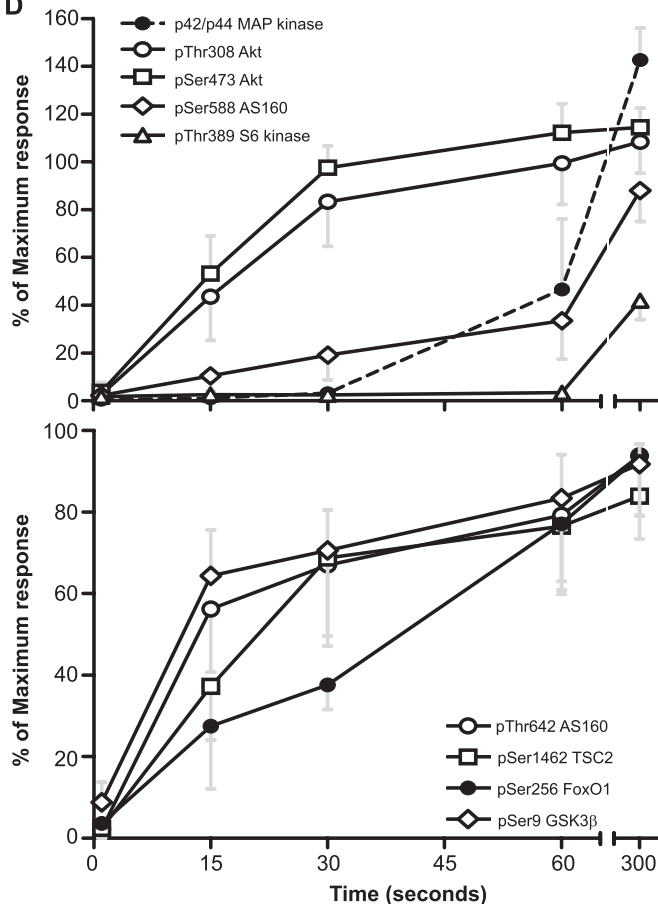 D
160
140
120
100
80
60
40
20
0
% of Maximum response
p42/p44 MAP kinase
pThr308 Akt
pSer473 Akt
pSer588 AS160
pThr389 S6 kinase
100
80
60
40
20
0
% of Maximum response
pThr642 AS160
pSer1462 TSC2
pSer256 FoxO1
pSer9 GSK3β
0 15 30 45 60 300
Time (seconds)